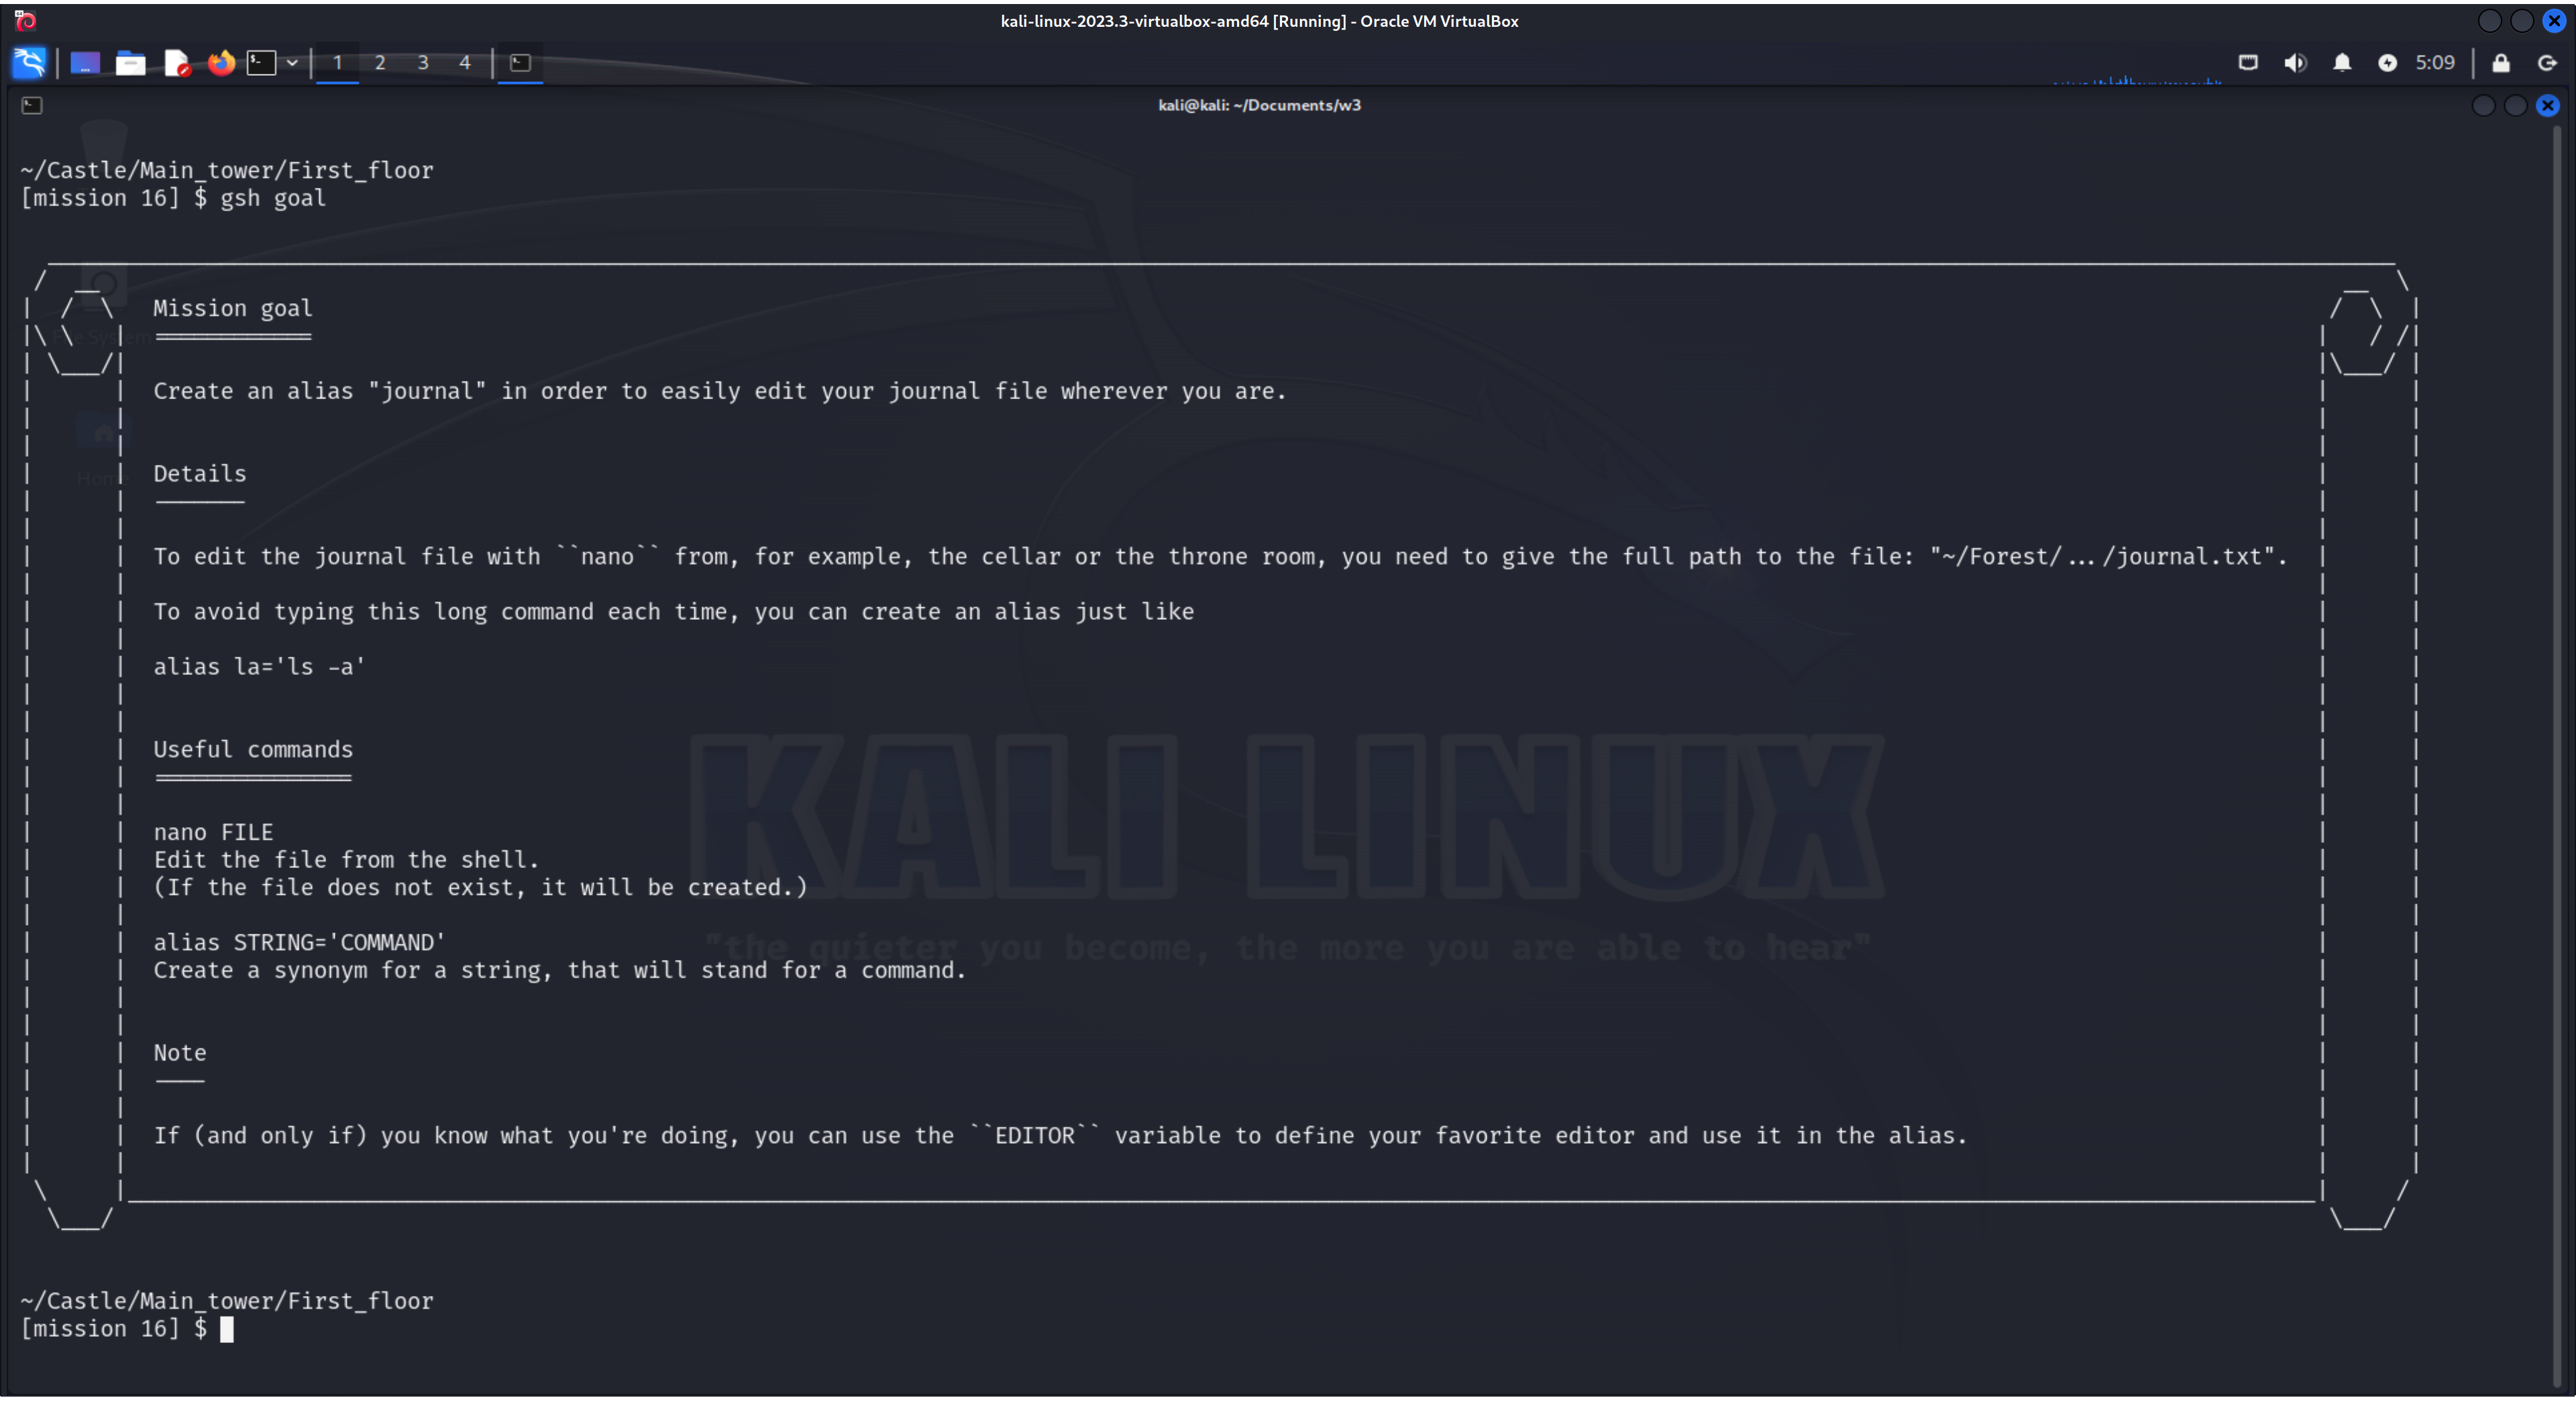 kali-linux-2023.3-virtualbox-amd64 [Running] - Oracle VM VirtualBox
1 2 3 4 5:09
kali@kali: ~/Documents/w3
~/Castle/Main_tower/First_floor
[mission 16] $ gsh goal
Mission goal
============
File System
Create an alias "journal" in order to easily edit your journal file wherever you are.
Details
-------
Home
To edit the journal file with ``nano`` from, for example, the cellar or the throne room, you need to give the full path to the file: "~/Forest/.../journal.txt".
To avoid typing this long command each time, you can create an alias just like
alias la='ls -a'
Useful commands
===============
KALI LINUX
nano FILE
Edit the file from the shell.
(If the file does not exist, it will be created.)
alias STRING='COMMAND'
"the quieter you become, the more you are able to hear"
Create a synonym for a string, that will stand for a command.
Note
----
If (and only if) you know what you're doing, you can use the ``EDITOR`` variable to define your favorite editor and use it in the alias.
~/Castle/Main_tower/First_floor
[mission 16] $